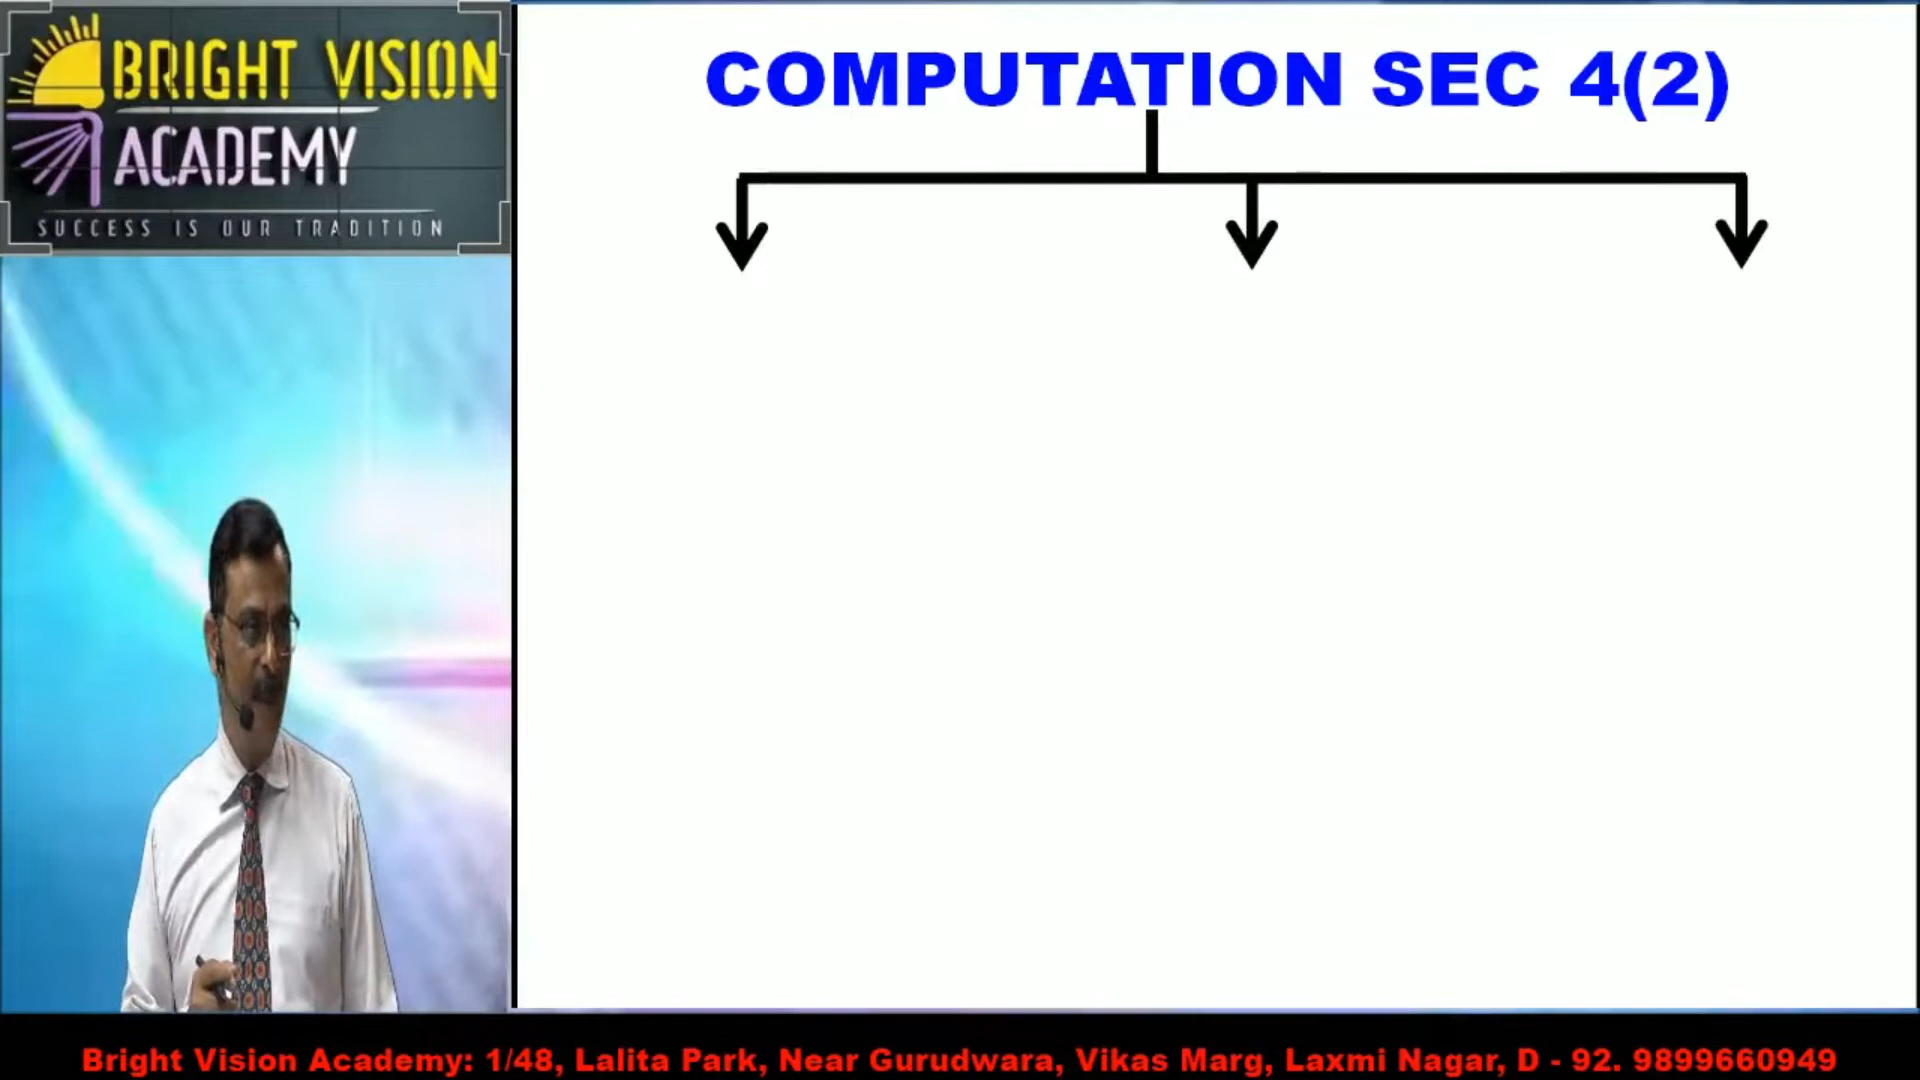 BRIGHT VISION
ACADEMY
SUCCESS IS OUR TRADITION
COMPUTATION SEC 4(2)
Bright Vision Academy: 1/48, Lalita Park, Near Gurudwara, Vikas Marg, Laxmi Nagar, D - 92. 9899660949